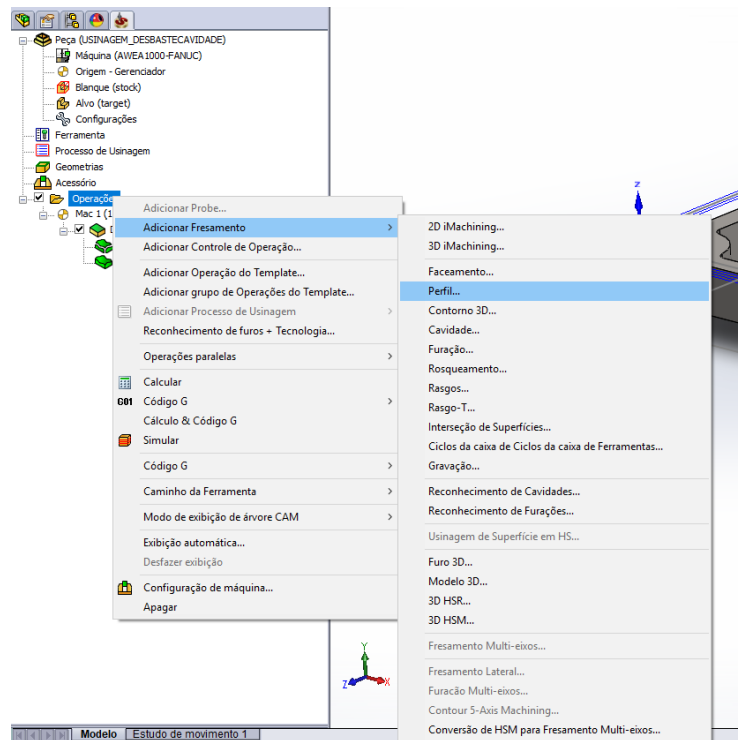 Peça (USINAGEM_DESBASTECAVIDADE)
Máquina (AWEA1000-FANUC)
Origem - Gerenciador
Blanque (stock)
Alvo (target)
Configurações
Ferramenta
Processo de Usinagem
Geometrias
Acessório
Operaçõe
Mac 1 (1
Adicionar Probe...
Adicionar Fresamento
Adicionar Controle de Operação...
Adicionar Operação do Template...
Adicionar grupo de Operações do Template...
Adicionar Processo de Usinagem
Reconhecimento de furos + Tecnologia...
Operações paralelas
Calcular
G01 Código G
Cálculo & Código G
Simular
Código G
Caminho da Ferramenta
Modo de exibição de árvore CAM
Exibição automática...
Desfazer exibição
Configuração de máquina...
Apagar
z
2D iMachining...
3D iMachining...
Faceamento...
Perfil...
Contorno 3D...
Cavidade...
Furação...
Rosqueamento...
Rasgos...
Rasgo-T...
Interseção de Superfícies...
Ciclos da caixa de Ciclos da caixa de Ferramentas...
Gravação...
Reconhecimento de Cavidades...
Reconhecimento de Furações...
Usinagem de Superfície em HS...
Furo 3D...
Modelo 3D...
3D HSR...
3D HSM...
Fresamento Multi-eixos...
Fresamento Lateral...
Furacão Multi-eixos...
Contour 5-Axis Machining...
Conversão de HSM para Fresamento Multi-eixos...
Y
Z X
Modelo Estudo de movimento 1